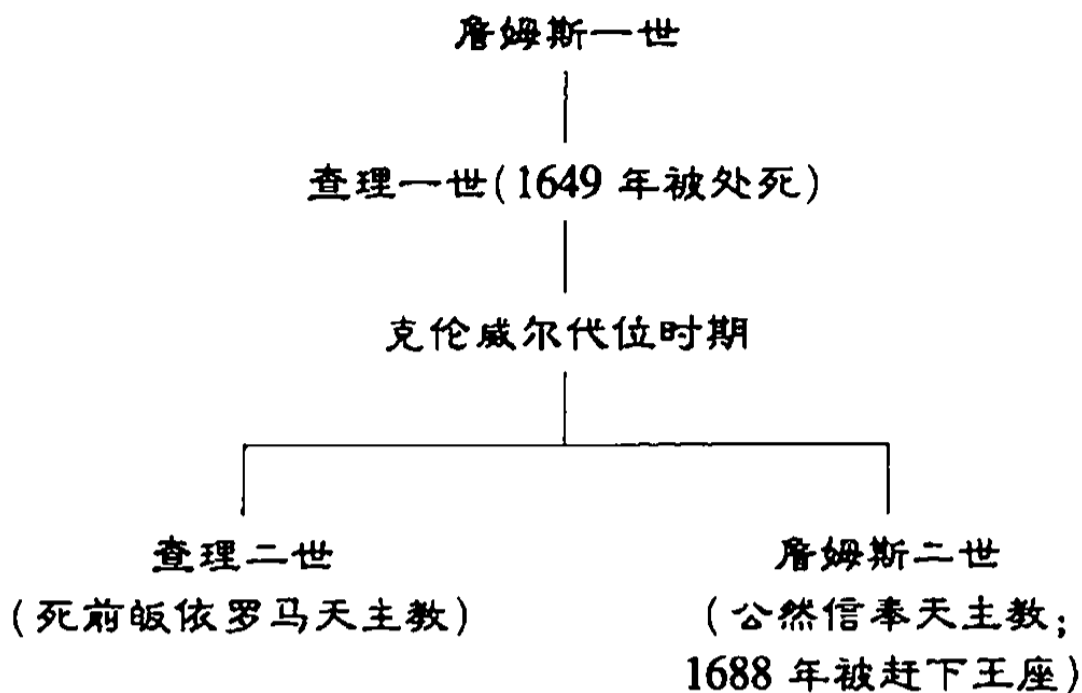 詹姆斯一世
查理一世(1649 年被处死)
克伦威尔代位时期
查理二世
(死前皈依罗马天主教)
詹姆斯二世
(公然信奉天主教;
1688 年被赶下王座)